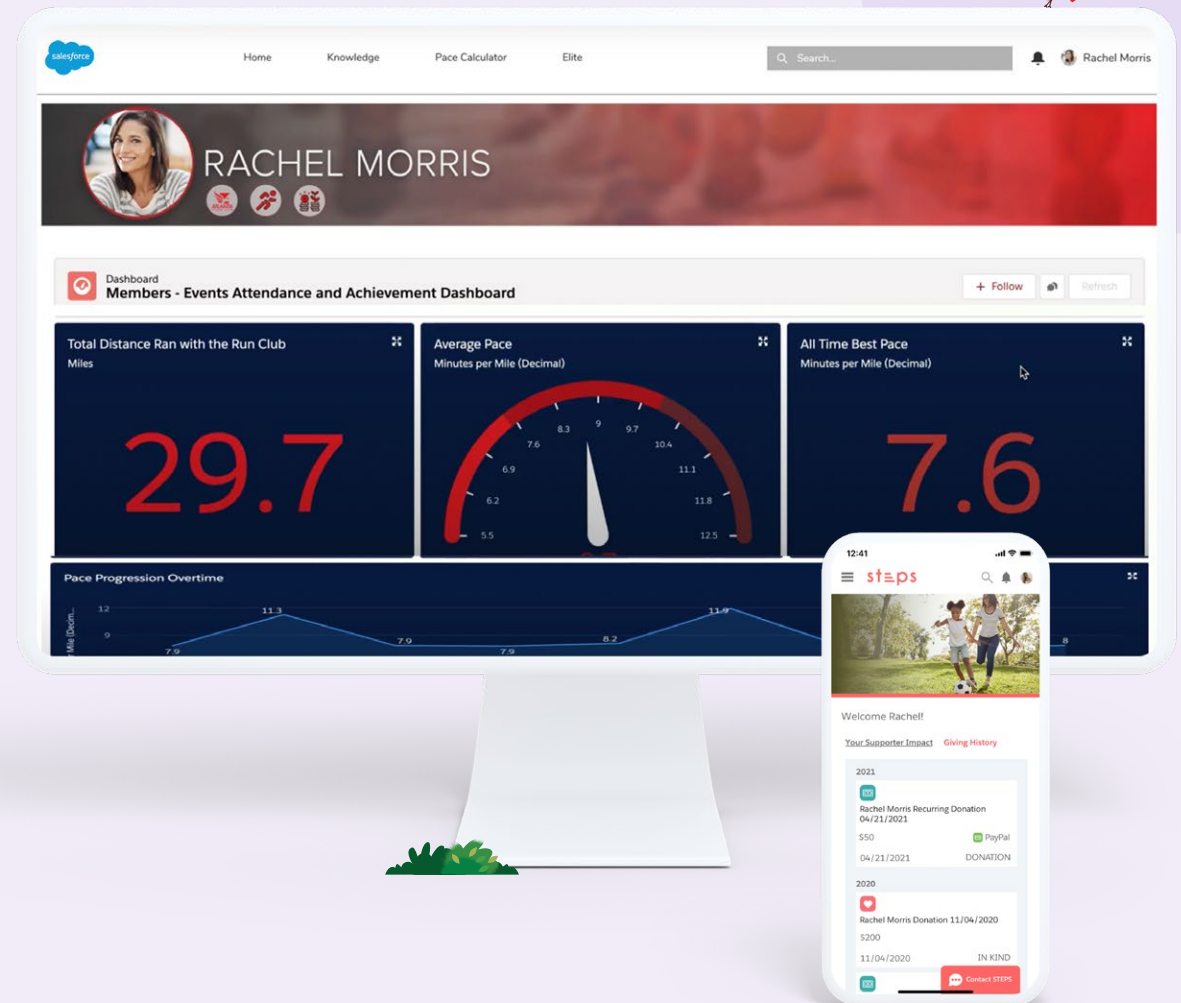 salesforce
Home Knowledge Pace Calculator Elite Search... Rachel Morris
RACHEL MORRIS
Dashboard
Members - Events Attendance and Achievement Dashboard
+ Follow Refresh
Total Distance Ran with the Run Club
Miles
29.7
Average Pace
Minutes per Mile (Decimal)
5.5
6.2
6.9
7.6
8.3
9
9.7
10.4
11.1
11.8
12.5
All Time Best Pace
Minutes per Mile (Decimal)
7.6
Pace Progression Overtime
12
9
7.9
11.3
7.9
7.9
8.2
11.9
8
12:41
steps
Welcome Rachel!
Your Supporter Impact Giving History
2021
Rachel Morris Recurring Donation
04/21/2021
$50 PayPal
04/21/2021 DONATION
2020
Rachel Morris Donation 11/04/2020
$200
11/04/2020 IN KIND
Contact STEPS